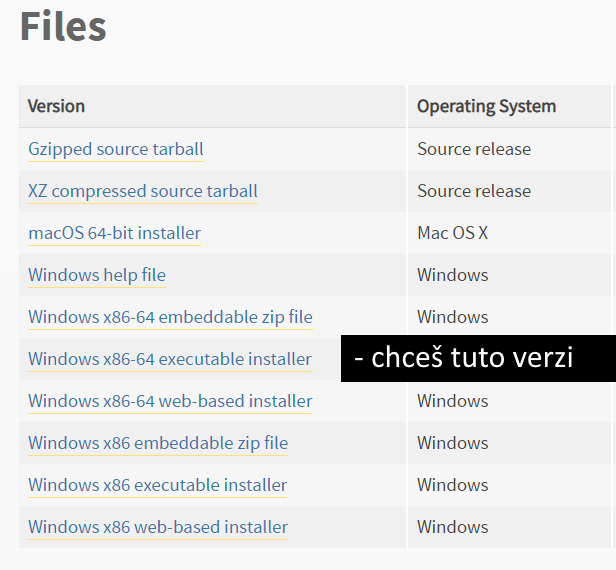 Files
Version Operating System
Gzipped source tarball Source release
XZ compressed source tarball Source release
macOS 64-bit installer Mac OS X
Windows help file Windows
Windows x86-64 embeddable zip file Windows
Windows x86-64 executable installer - chceš tuto verzi
Windows x86-64 web-based installer Windows
Windows x86 embeddable zip file Windows
Windows x86 executable installer Windows
Windows x86 web-based installer Windows